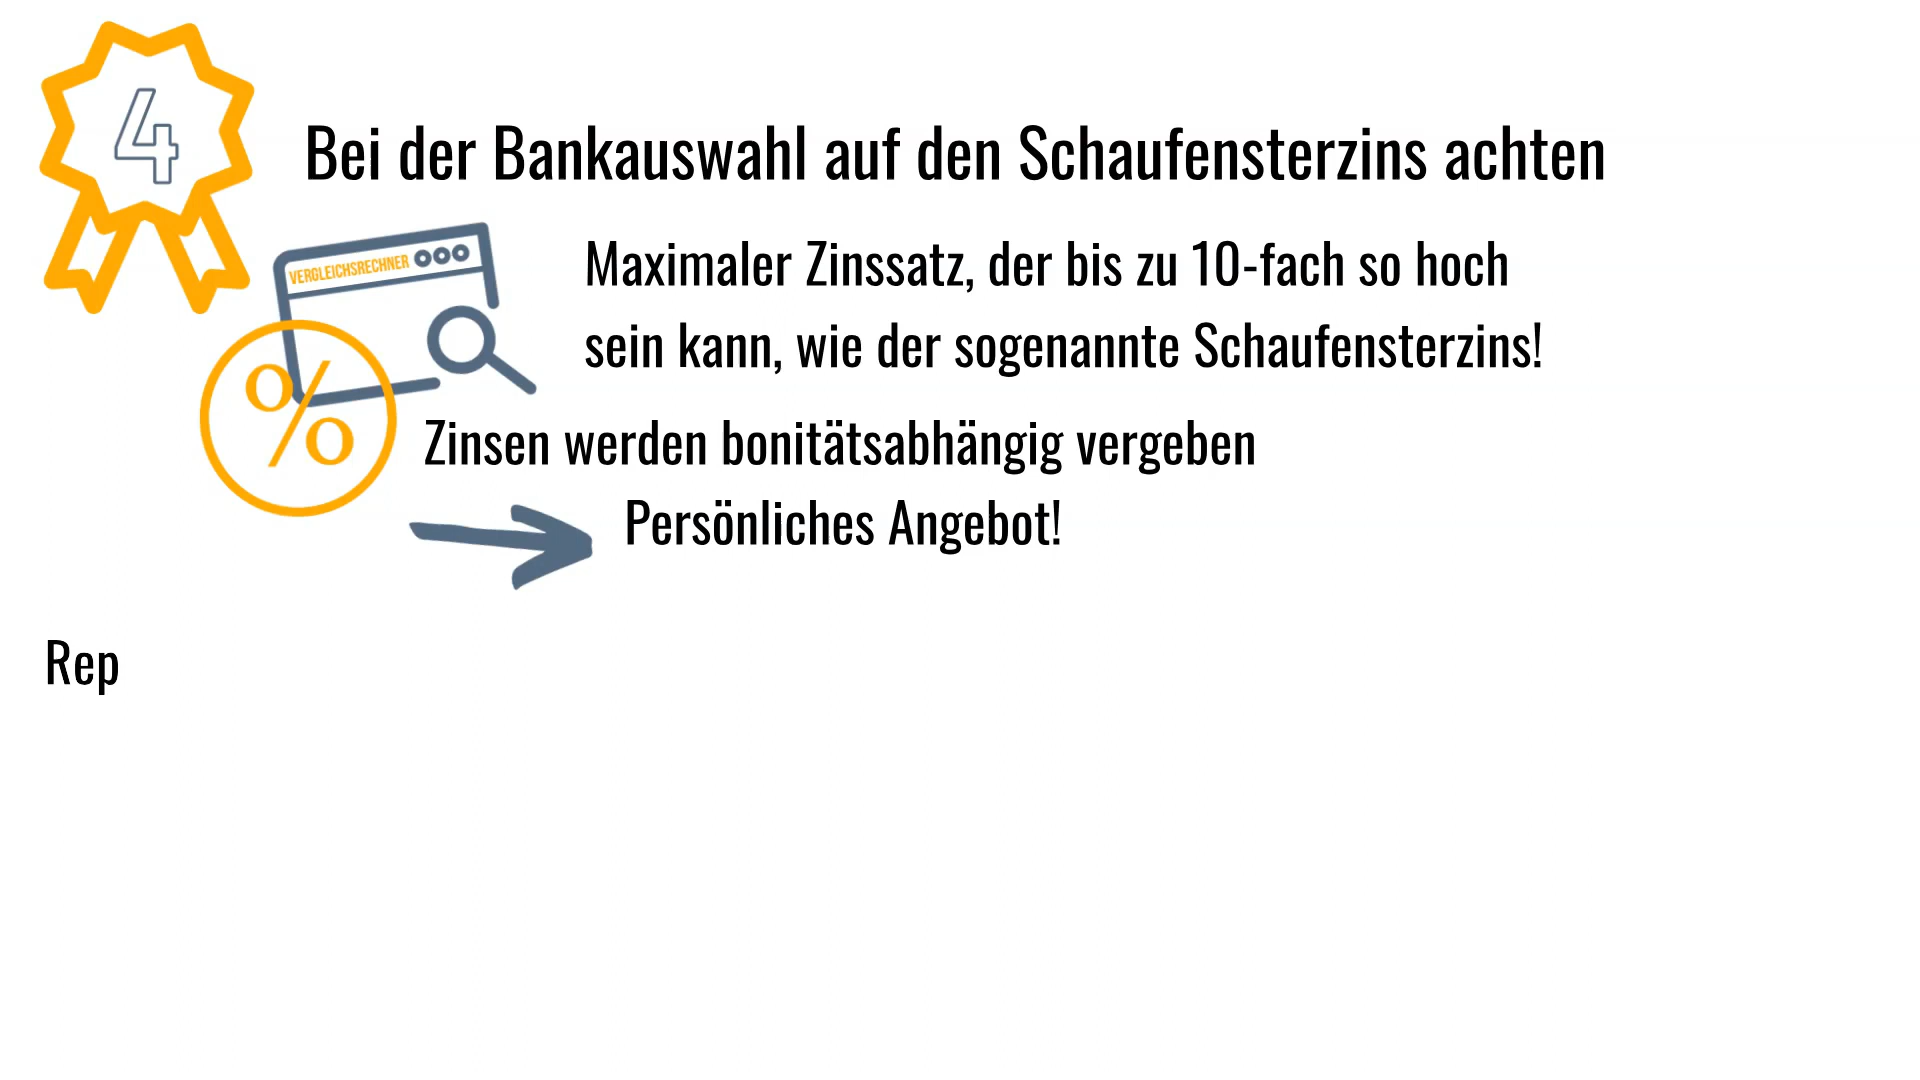 4
Bei der Bankauswahl auf den Schaufensterzins achten
VERGLEICHSRECHNER
Maximaler Zinssatz, der bis zu 10-fach so hoch
sein kann, wie der sogenannte Schaufensterzins!
%
Zinsen werden bonitätsabhängig vergeben
Persönliches Angebot!
Rep